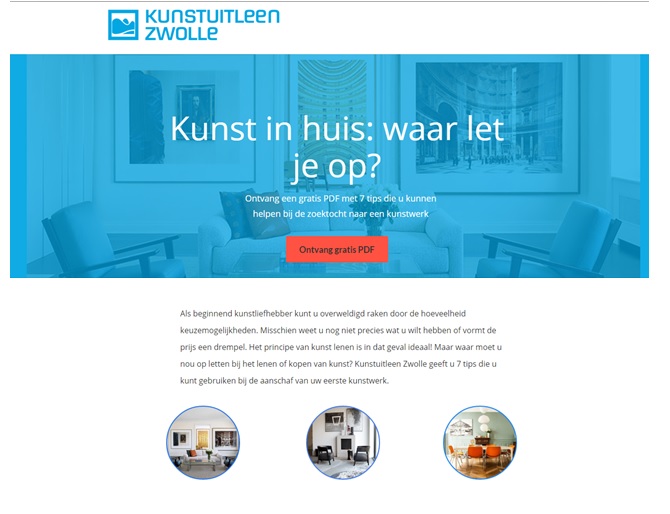 KUNSTUITLEEN
ZWOLLE
Kunst in huis: waar let
je op?
Ontvang een gratis PDF met 7 tips die u kunnen
helpen bij de zoektocht naar een kunstwerk
Ontvang gratis PDF
Als beginnend kunstliefhebber kunt u overweldigd raken door de hoeveelheid
keuzemogelijkheden. Misschien weet u nog niet precies wat u wilt hebben of vormt de
prijs een drempel. Het principe van kunst lenen is in dat geval ideaal! Maar waar moet u
nou op letten bij het lenen of kopen van kunst? Kunstuitleen Zwolle geeft u 7 tips die u
kunt gebruiken bij de aanschaf van uw eerste kunstwerk.